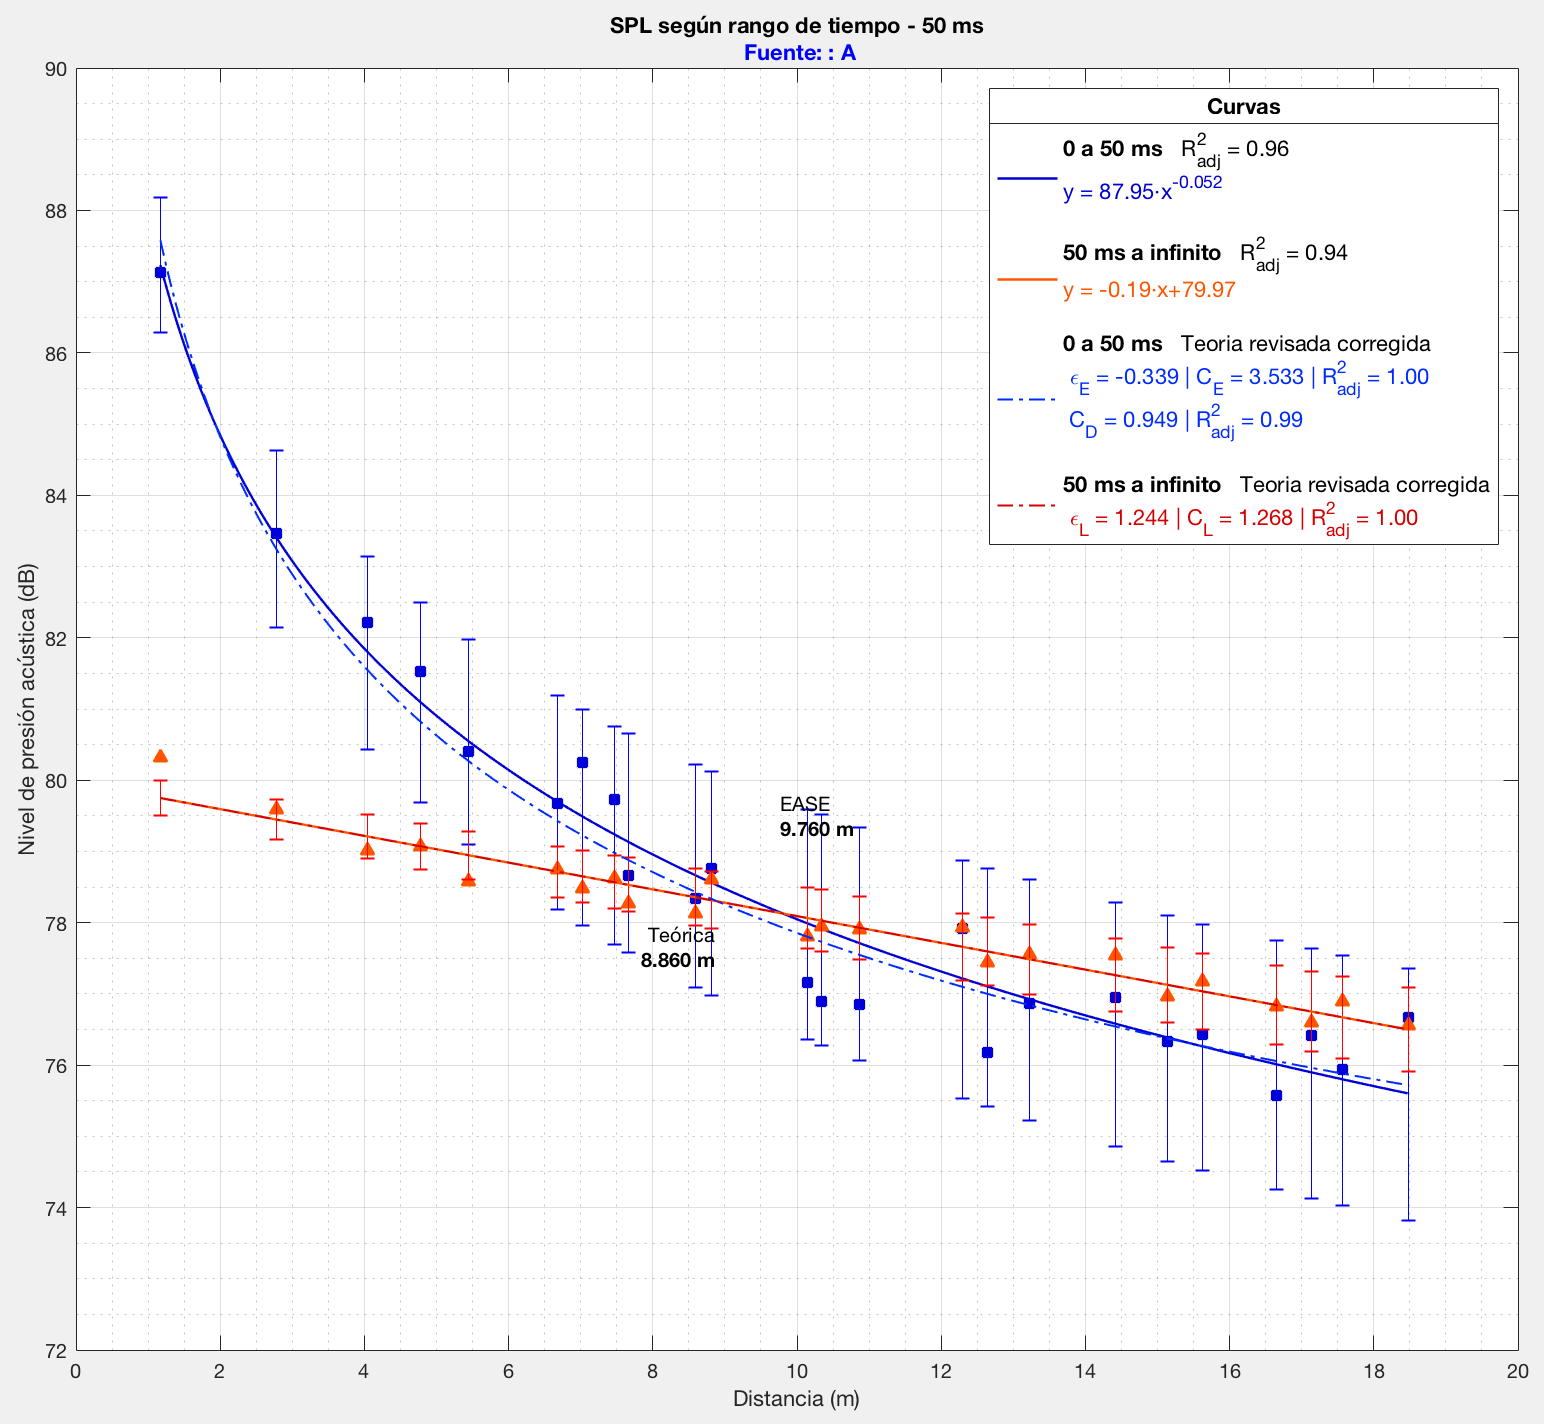 SPL según rango de tiempo - 50 ms
Fuente: : A
Curvas
0 a 50 ms R²adj = 0.96
y = 87.95·x^-0.052
50 ms a infinito R²adj = 0.94
y = -0.19·x+79.97
0 a 50 ms Teoria revisada corregida
ϵE = -0.339 | CE = 3.533 | R²adj = 1.00
CD = 0.949 | R²adj = 0.99
50 ms a infinito Teoria revisada corregida
ϵL = 1.244 | CL = 1.268 | R²adj = 1.00
Nivel de presión acústica (dB)
90
88
86
84
82
80
78
76
74
72
EASE
9.760 m
Teórica
8.860 m
0 2 4 6 8 10 12 14 16 18 20
Distancia (m)